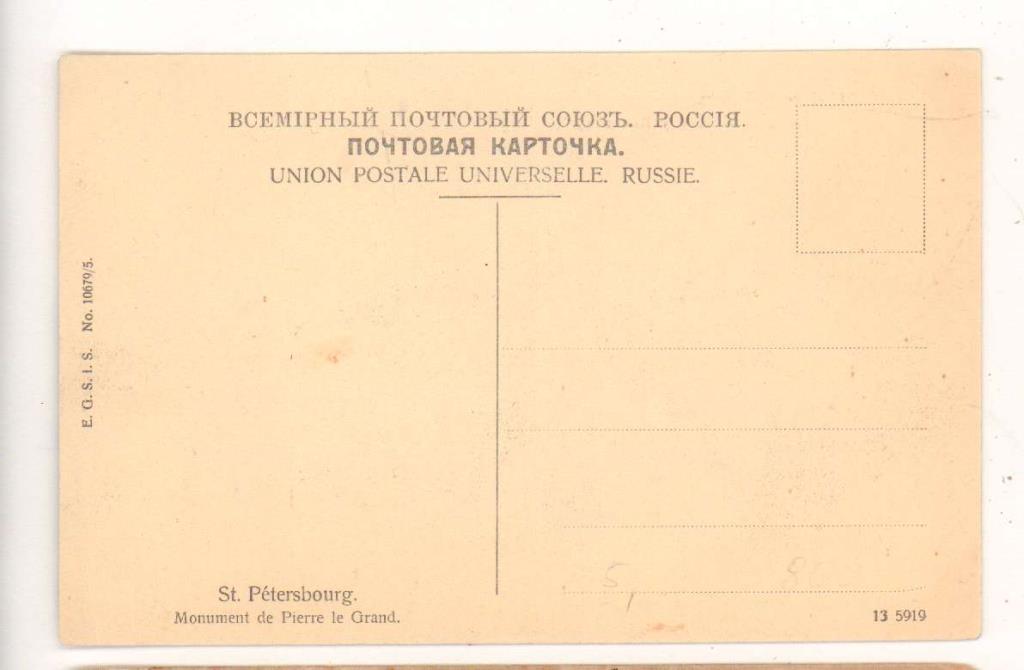 ВСЕМІРНЫЙ ПОЧТОВЫЙ СОЮЗЪ. РОССІЯ.
ПОЧТОВАЯ КАРТОЧКА.
UNION POSTALE UNIVERSELLE. RUSSIE.
E. G. S. I. S. No. 10679/5.
St. Pétersbourg.
Monument de Pierre le Grand.
13 5919